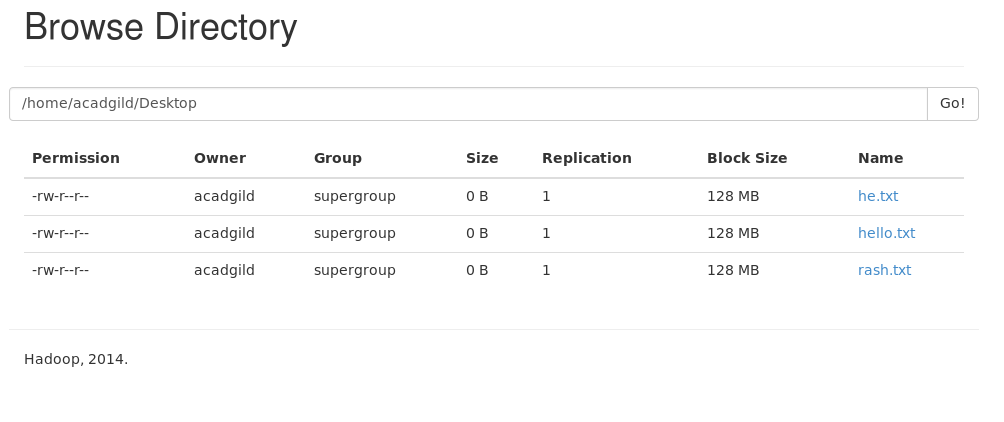 Browse Directory
/home/acadgild/Desktop Go!
Permission Owner Group Size Replication Block Size Name
-rw-r--r-- acadgild supergroup 0 B 1 128 MB he.txt
-rw-r--r-- acadgild supergroup 0 B 1 128 MB hello.txt
-rw-r--r-- acadgild supergroup 0 B 1 128 MB rash.txt
Hadoop, 2014.